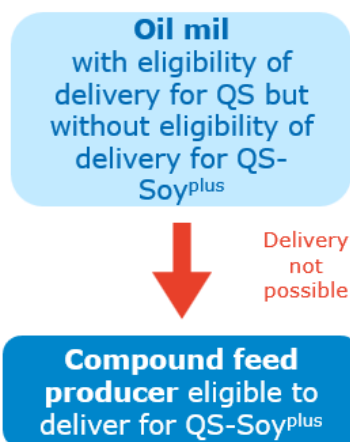 Oil mil
with eligibility of
delivery for QS but
without eligibility of
delivery for QS-
Soyplus
Delivery
not
possible
Compound feed
producer eligible to
deliver for QS-Soyplus